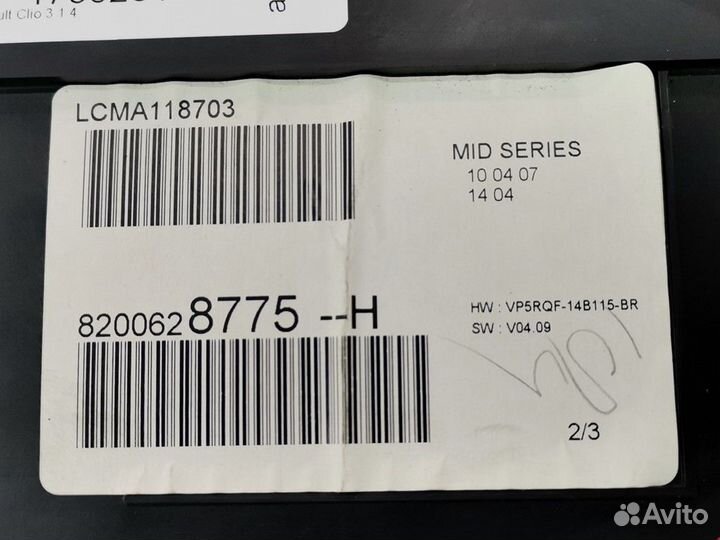 ult Clio 3 1 4
LCMA118703
MID SERIES
10 04 07
14 04
8200628775 --H
HW : VP5RQF-14B115-BR
SW : V04.09
2/3
Avito